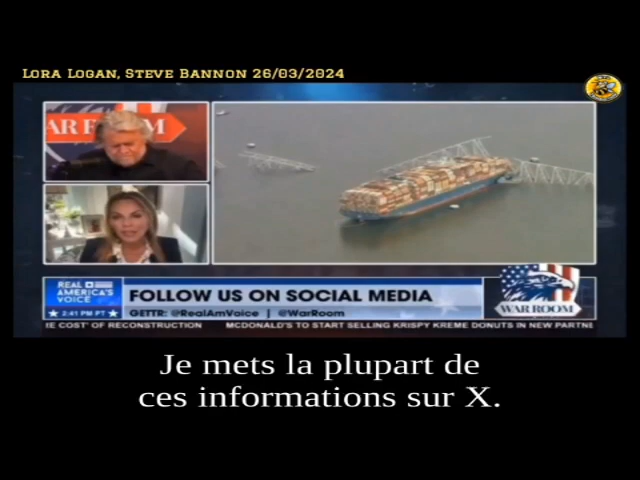 LORA LOGAN, STEVE BANNON 26/03/2024
AR R M
REAL
AMERICA'S
VOICE
2:41 PM PT
FOLLOW US ON SOCIAL MEDIA
GETTR: @RealAmVoice | @WarRoom
WAR ROOM
IE COST' OF RECONSTRUCTION MCDONALD'S TO START SELLING KRISPY KREME DONUTS IN NEW PARTNE
Je mets la plupart de
ces informations sur X.